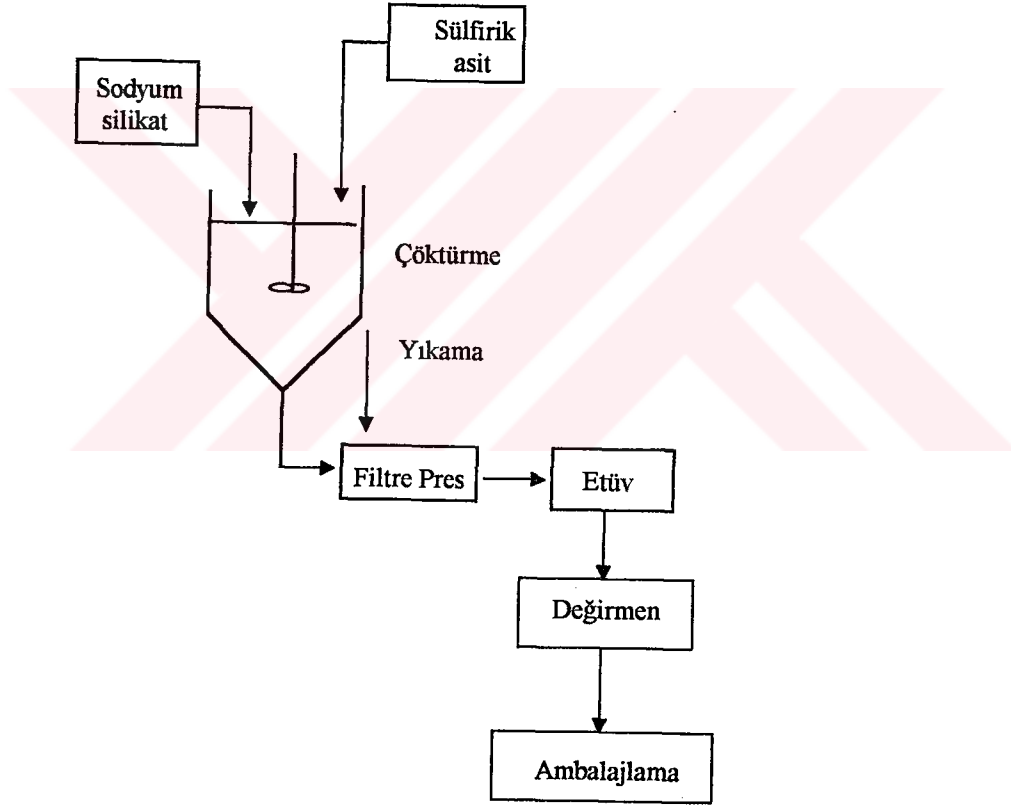 Sülfirik
asit
Sodyum
silikat
Çöktürme
Yıkama
Filtre Pres
Etüv
Değirmen
Ambalajlama